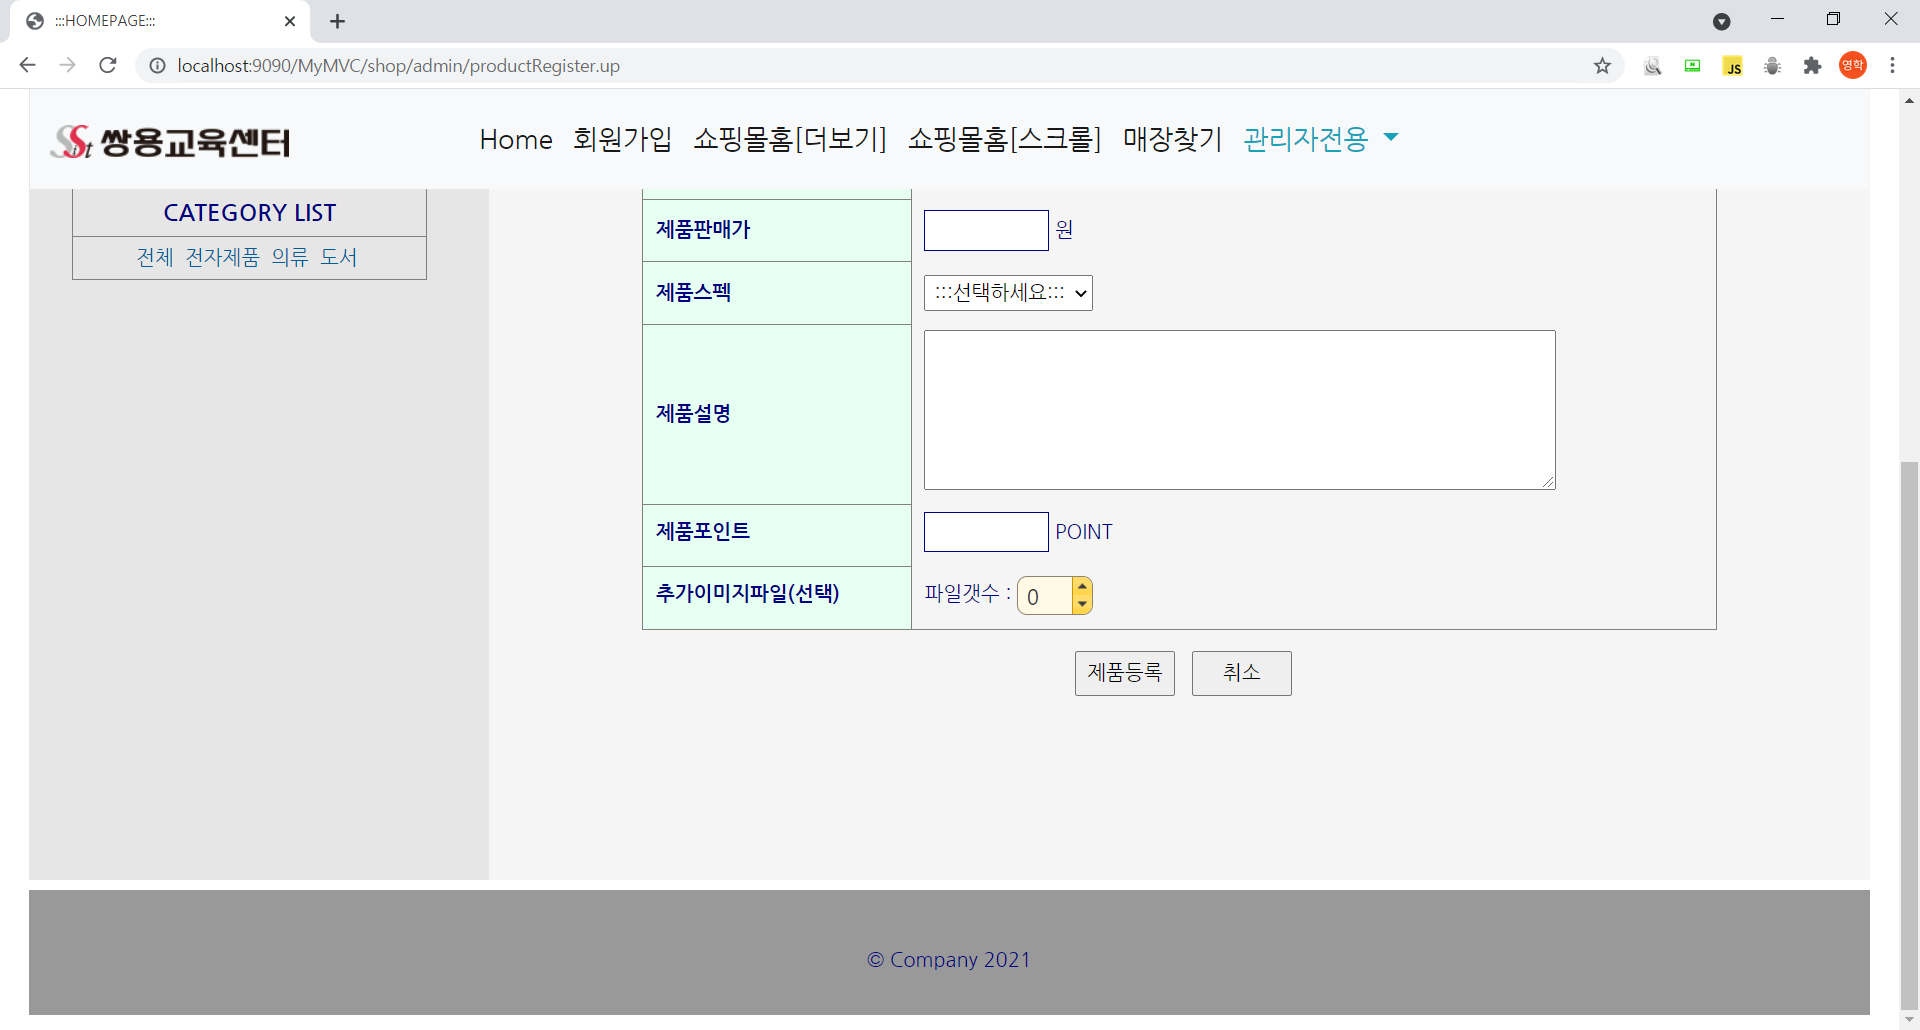 :::HOMEPAGE:::
localhost:9090/MyMVC/shop/admin/productRegister.up
JS
영학
SiSt 쌍용교육센터
Home 회원가입 쇼핑몰홈[더보기] 쇼핑몰홈[스크롤] 매장찾기 관리자전용
CATEGORY LIST
전체 전자제품 의류 도서
제품판매가 원
제품스펙 :::선택하세요:::
제품설명
제품포인트 POINT
추가이미지파일(선택) 파일갯수 : 0
제품등록 취소
© Company 2021